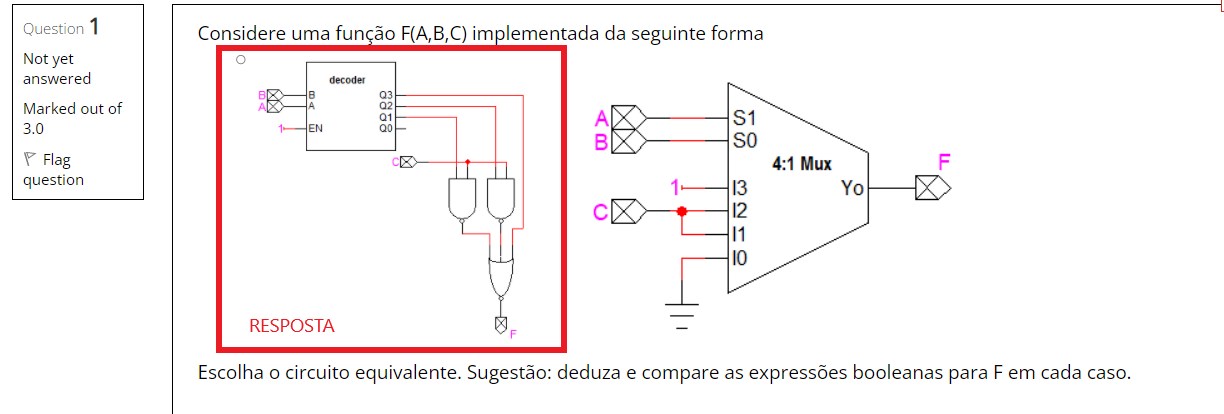 Question 1
Not yet
answered
Marked out of
3.0
Flag
question
Considere uma função F(A,B,C) implementada da seguinte forma
decoder
B
A
B
A
1
EN
Q3
Q2
Q1
Q0
C
F
RESPOSTA
A
B
S1
S0
4:1 Mux
1
C
I3
I2
I1
I0
Yo
F
Escolha o circuito equivalente. Sugestão: deduza e compare as expressões booleanas para F em cada caso.